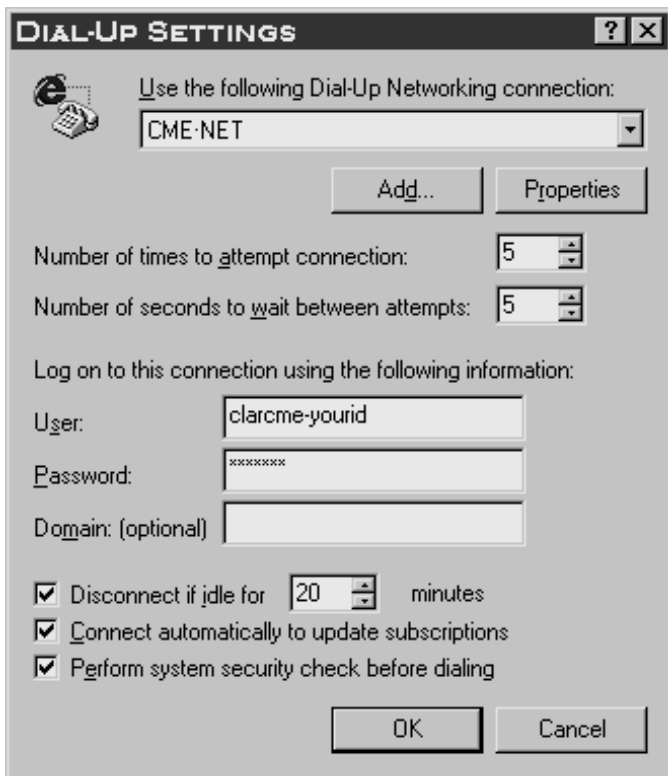 DIAL-UP SETTINGS
Use the following Dial-Up Networking connection:
CME-NET
Add... Properties
Number of times to attempt connection: 5
Number of seconds to wait between attempts: 5
Log on to this connection using the following information:
User: clarcme-yourid
Password: *******
Domain: (optional)
Disconnect if idle for 20 minutes
Connect automatically to update subscriptions
Perform system security check before dialing
OK Cancel